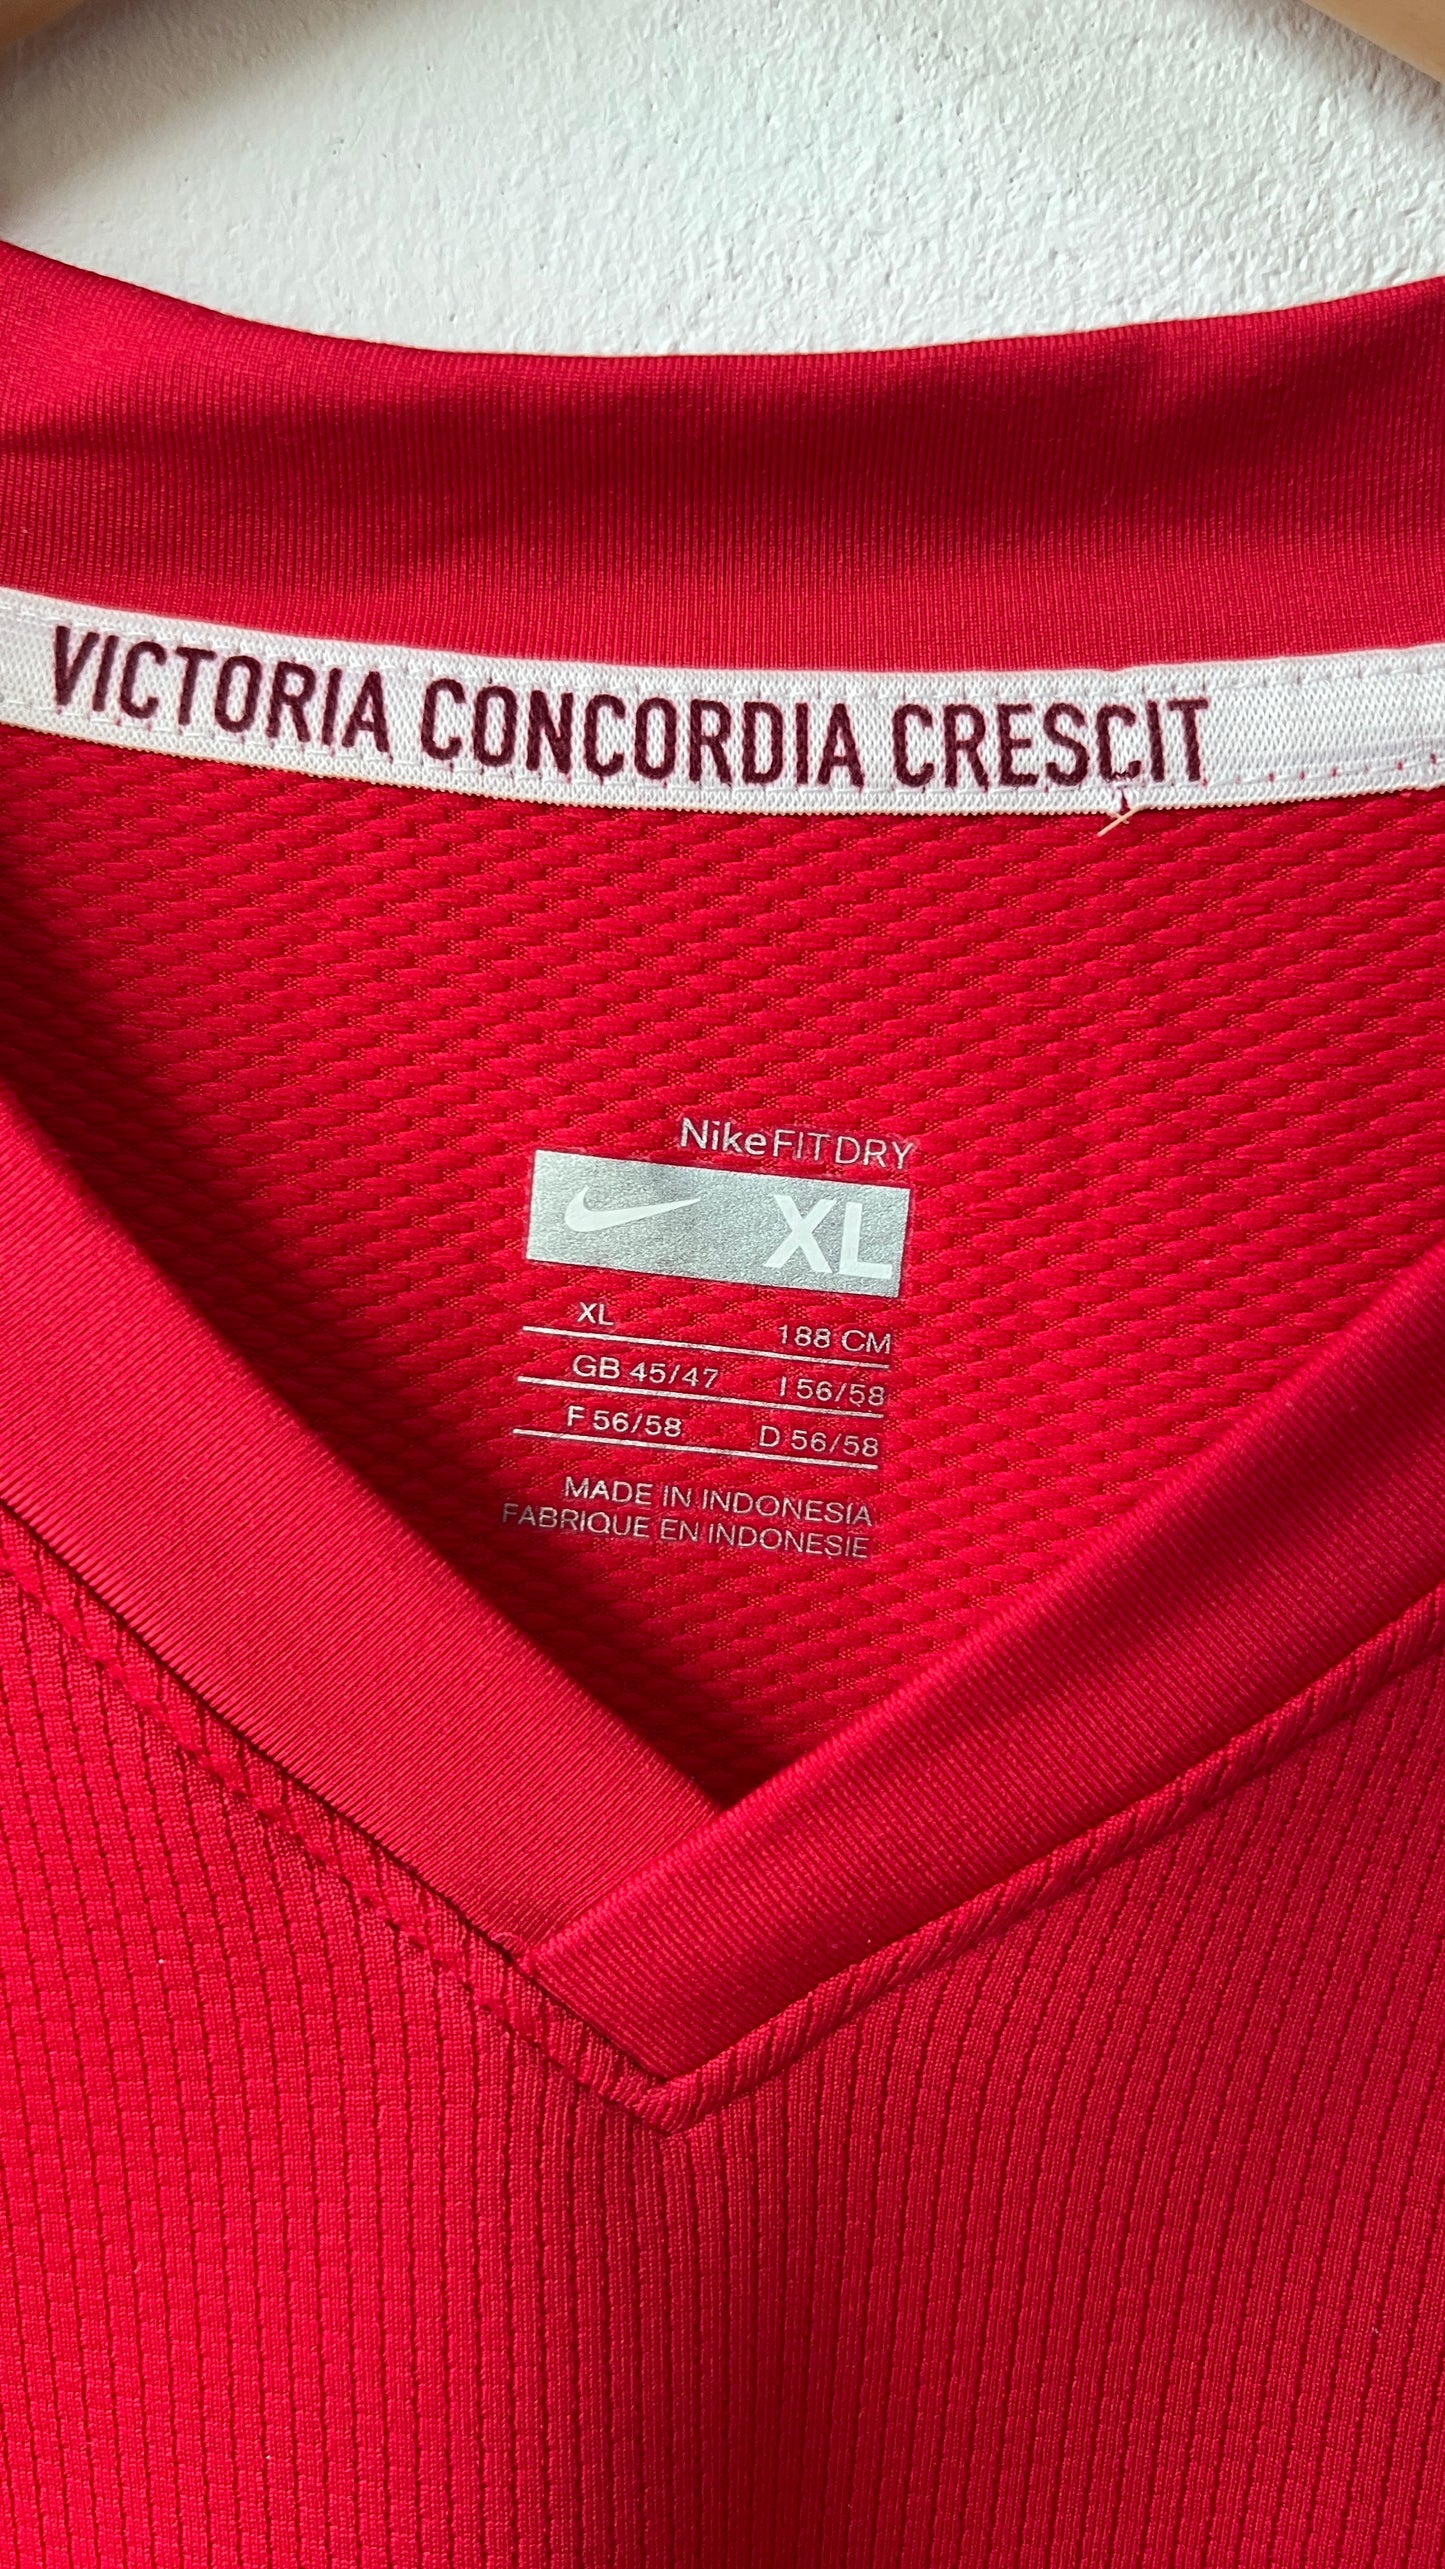 VICTORIA CONCORDIA CRESCIT
NikeFITDRY
XL
XL 188 CM
GB 45/47 I 56/58
F 56/58 D 56/58
MADE IN INDONESIA
FABRIQUE EN INDONESIE